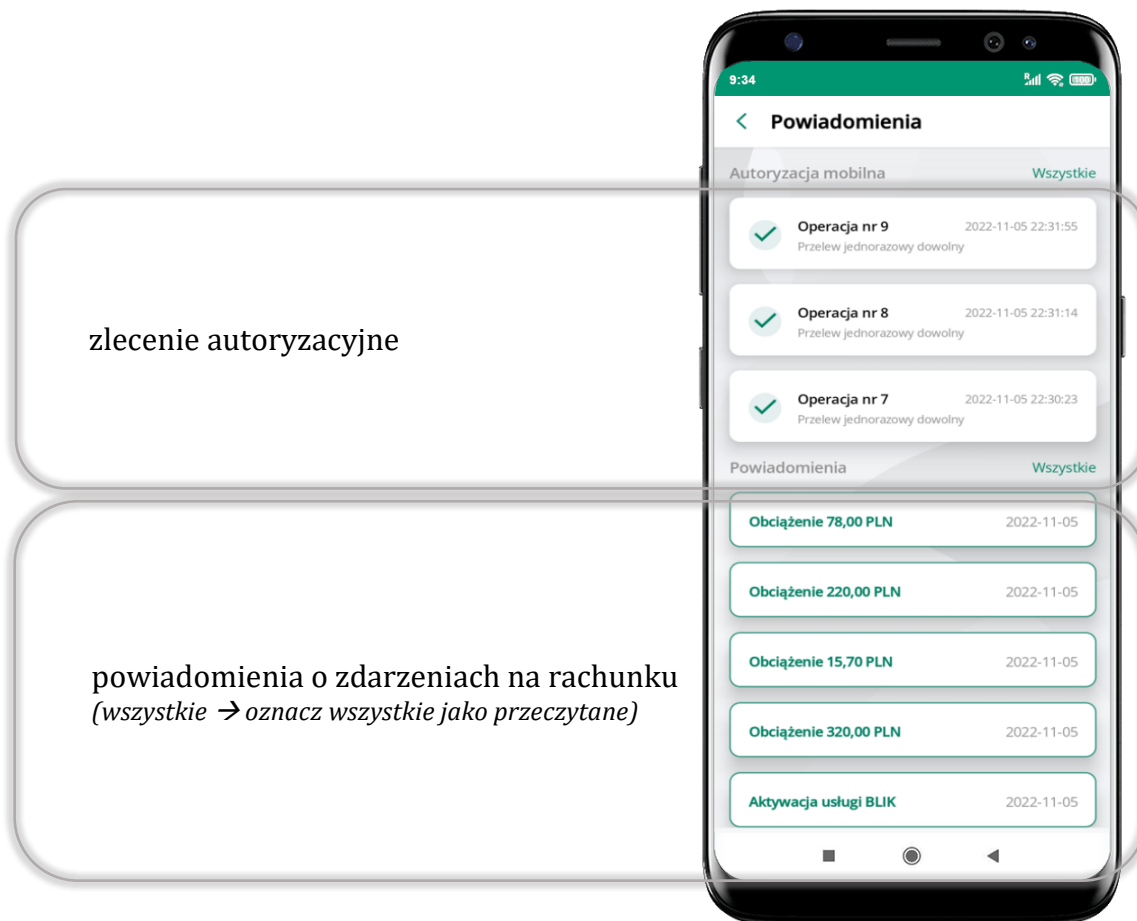 9:34
Powiadomienia
Autoryzacja mobilna Wszystkie
Operacja nr 9 2022-11-05 22:31:55
Przelew jednorazowy dowolny
zlecenie autoryzacyjne
Operacja nr 8 2022-11-05 22:31:14
Przelew jednorazowy dowolny
Operacja nr 7 2022-11-05 22:30:23
Przelew jednorazowy dowolny
Powiadomienia Wszystkie
Obciążenie 78,00 PLN 2022-11-05
Obciążenie 220,00 PLN 2022-11-05
powiadomienia o zdarzeniach na rachunku
(wszystkie → oznacz wszystkie jako przeczytane)
Obciążenie 15,70 PLN 2022-11-05
Obciążenie 320,00 PLN 2022-11-05
Aktywacja usługi BLIK 2022-11-05